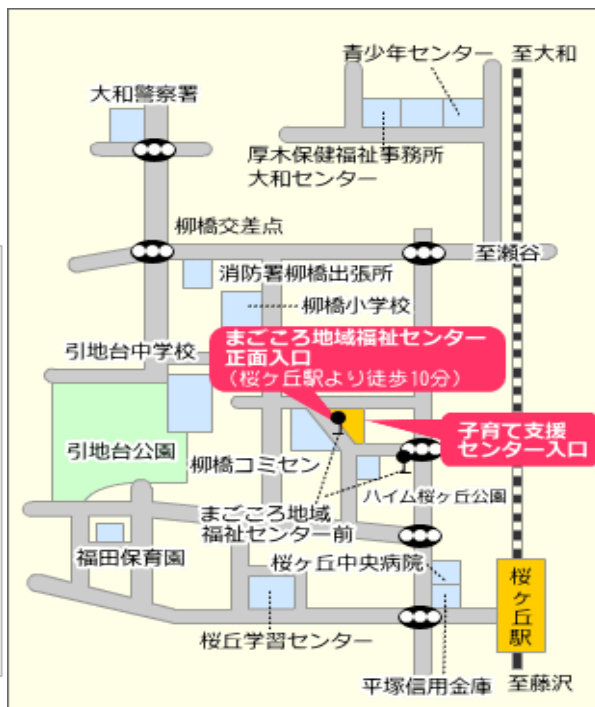 青少年センター
至大和
大和警察署
厚木保健福祉事務所
大和センター
柳橋交差点
至瀬谷
消防署柳橋出張所
柳橋小学校
まごころ地域福祉センター
正面入口
（桜ヶ丘駅より徒歩10分）
引地台中学校
子育て支援
センター入口
引地台公園
柳橋コミセン
ハイム桜ヶ丘公園
まごころ地域
福祉センター前
福田保育園
桜ヶ丘中央病院
桜ヶ丘駅
桜丘学習センター
平塚信用金庫
至藤沢